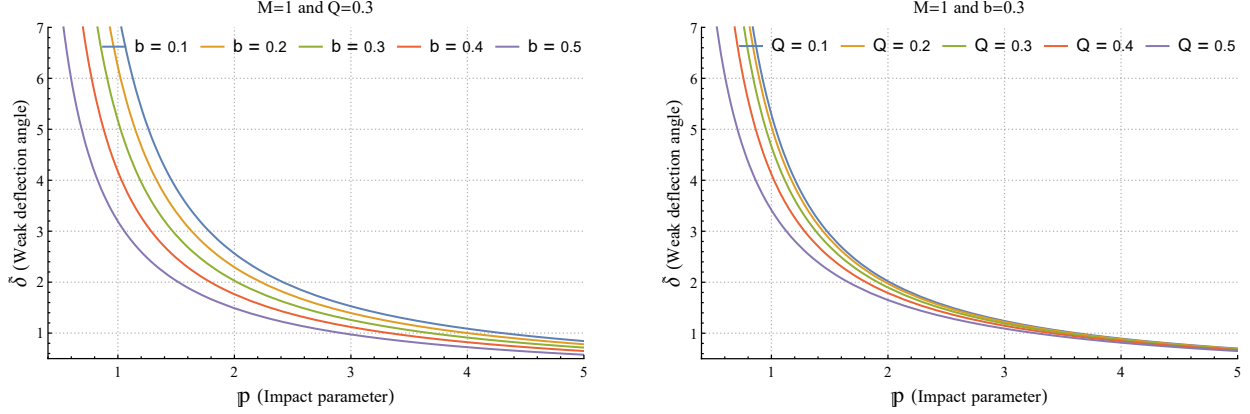 M=1 and Q=0.3
b = 0.1 b = 0.2 b = 0.3 b = 0.4 b = 0.5
7
6
5
4
3
2
1
δ̃ (Weak deflection angle)
1 2 3 4 5
ℙ (Impact parameter)
M=1 and b=0.3
Q = 0.1 Q = 0.2 Q = 0.3 Q = 0.4 Q = 0.5
7
6
5
4
3
2
1
δ̃ (Weak deflection angle)
1 2 3 4 5
ℙ (Impact parameter)